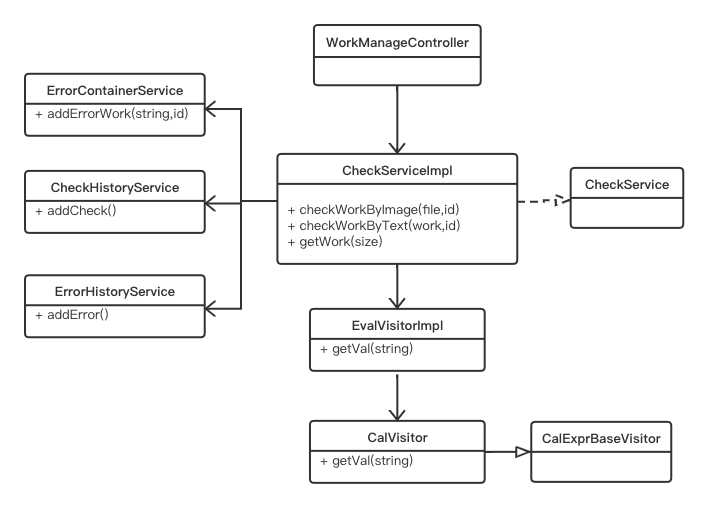 WorkManageController
ErrorContainerService
+ addErrorWork(string,id)
CheckServiceImpl
+ checkWorkByImage(file,id)
+ checkWorkByText(work,id)
+ getWork(size)
CheckHistoryService
+ addCheck()
CheckService
ErrorHistoryService
+ addError()
EvalVisitorImpl
+ getVal(string)
CalVisitor
+ getVal(string)
CalExprBaseVisitor